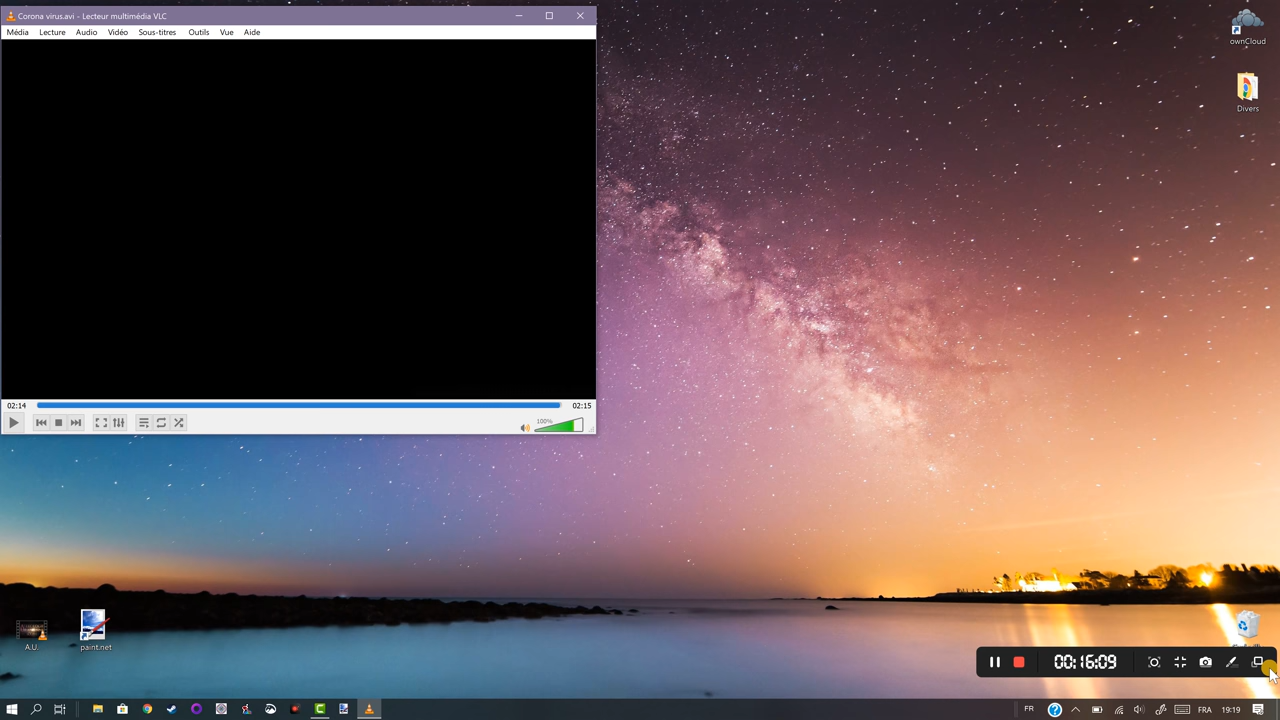 Corona virus.avi - Lecteur multimédia VLC
Média Lecture Audio Vidéo Sous-titres Outils Vue Aide
ownCloud
Divers
02:14
02:15
100%
A.U.
paint.net
00:16:09
FR
FRA
19:19